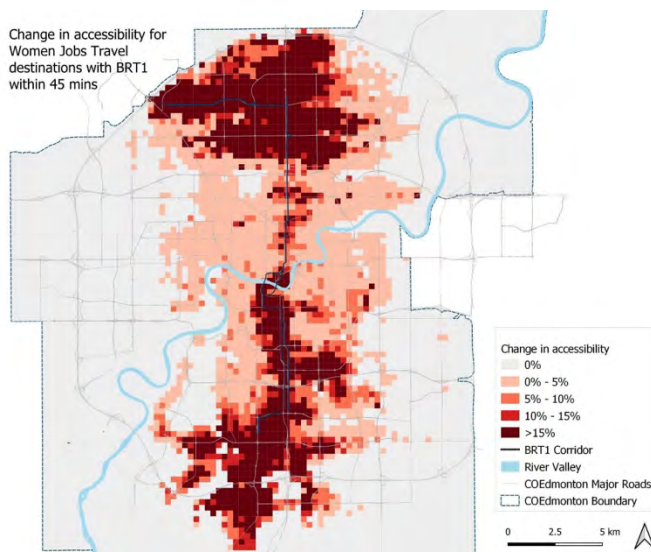 Change in accessibility for
Women Jobs Travel
destinations with BRT1
within 45 mins
Change in accessibility
0%
0% - 5%
5% - 10%
10% - 15%
>15%
BRT1 Corridor
River Valley
COEdmonton Major Roads
COEdmonton Boundary
0 2.5 5 km